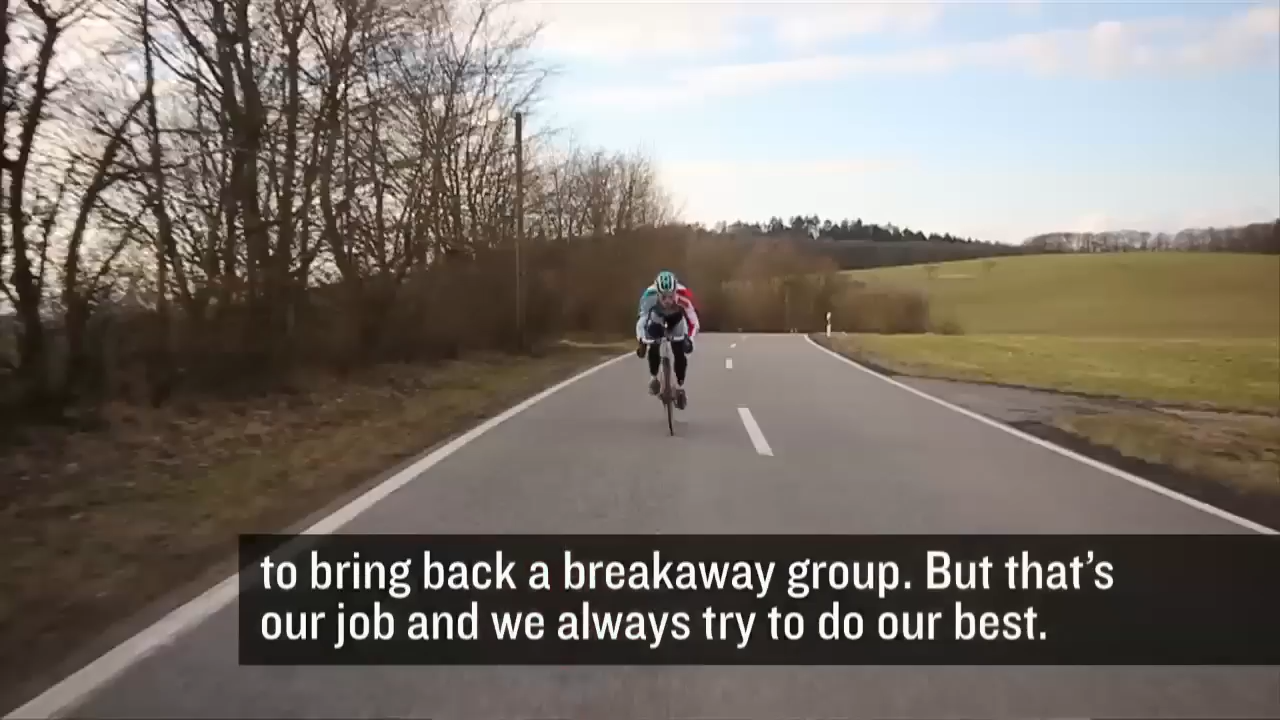 to bring back a breakaway group. But that’s
our job and we always try to do our best.